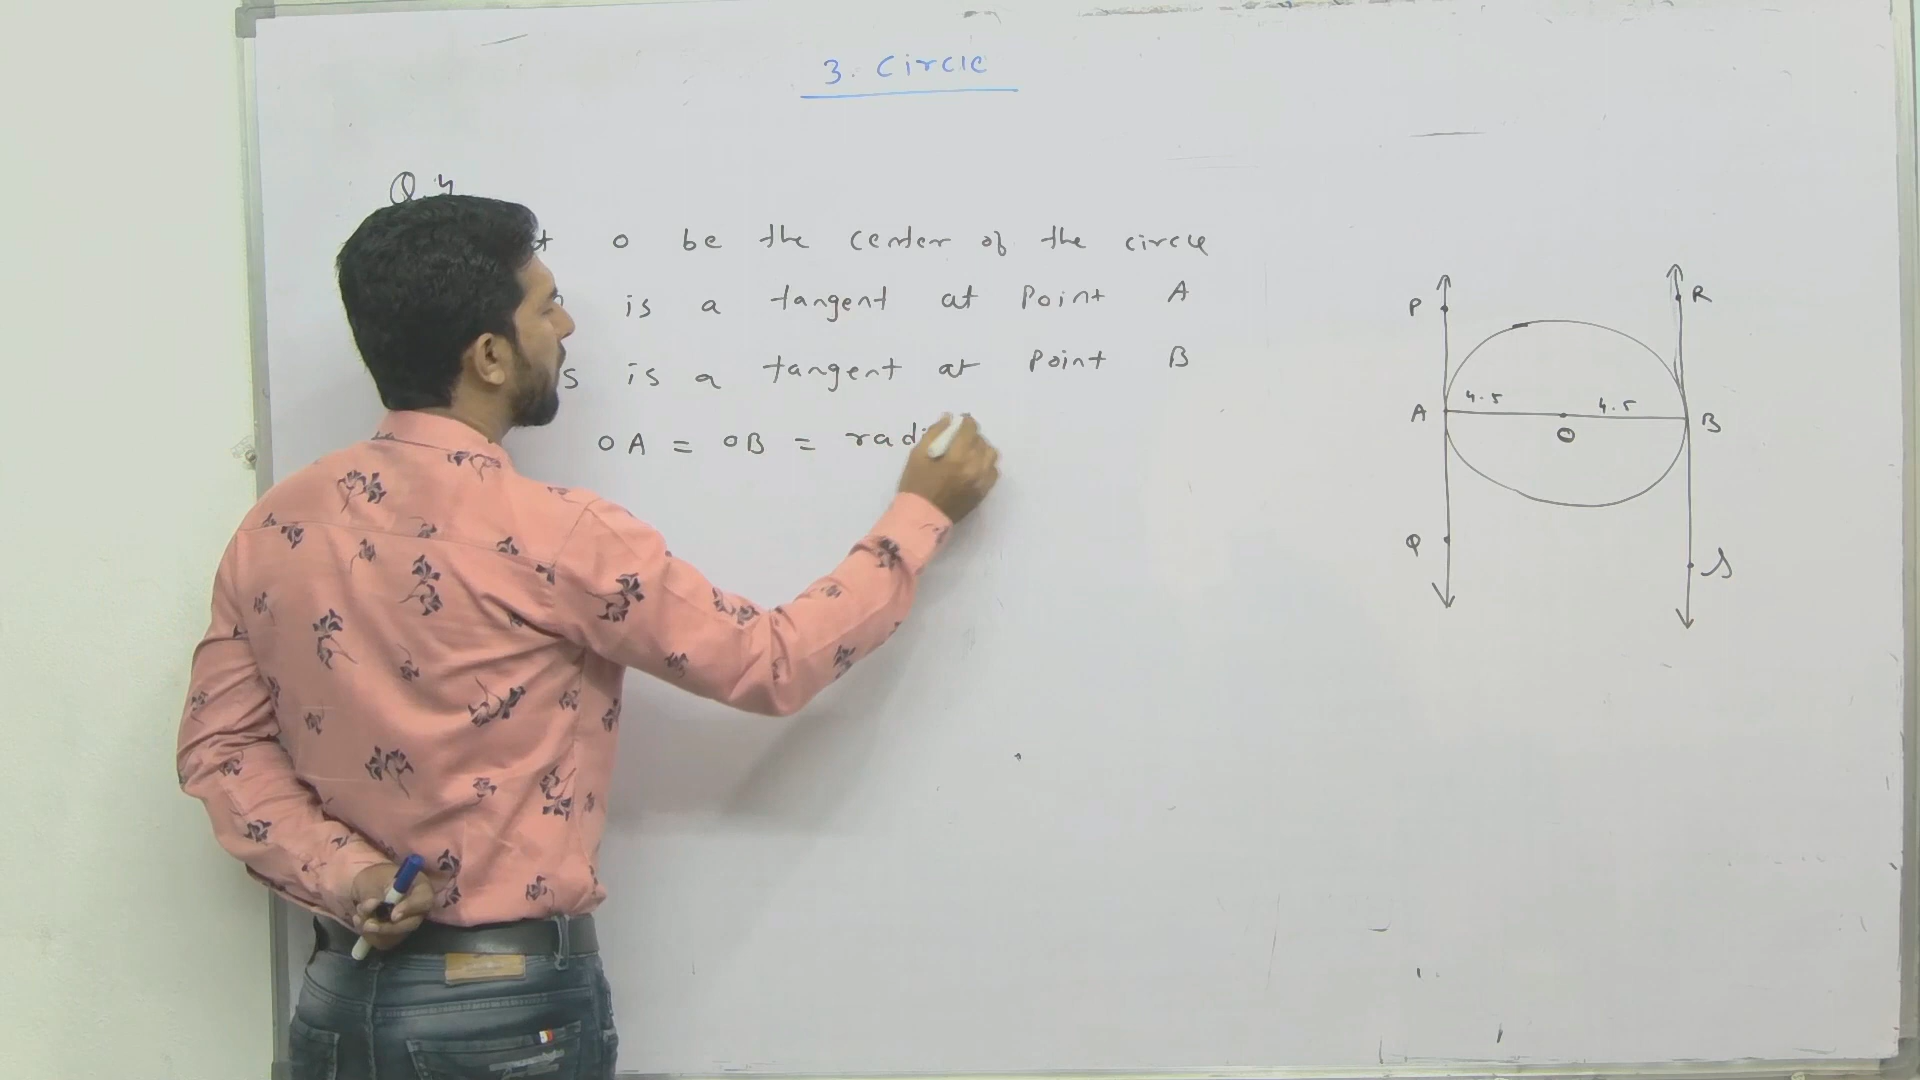 3. Circle
Q.4
o be the center of the circle
is a tangent at Point A
S is a tangent at Point B
OA = OB = radi
P
R
A 4.5 4.5 B
O
Q
S